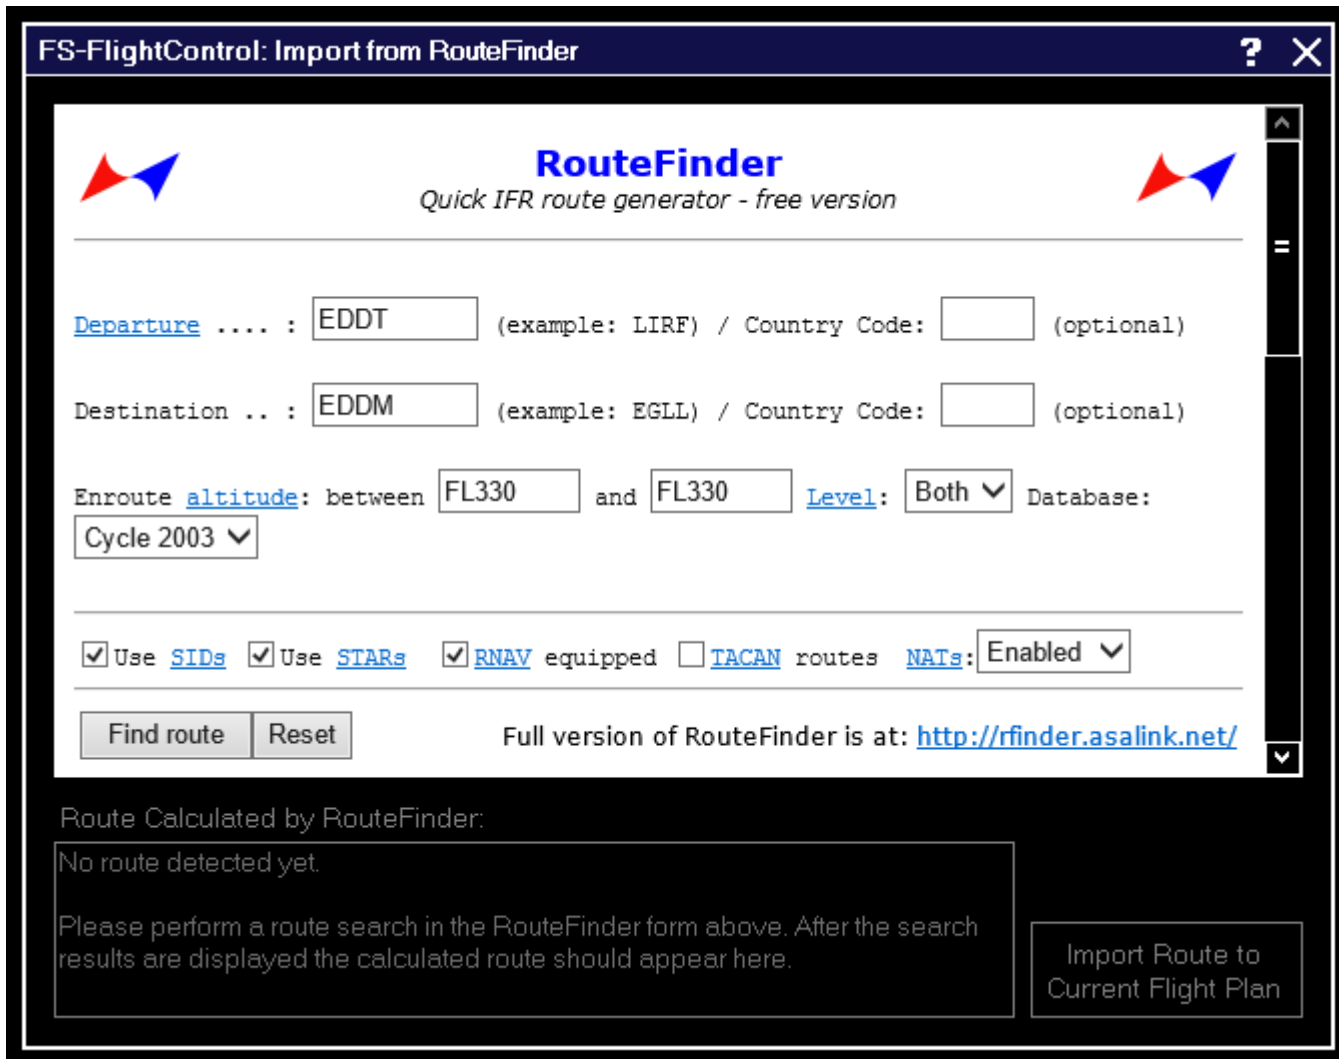 FS-FlightControl: Import from RouteFinder ? X
RouteFinder
Quick IFR route generator - free version
Departure .... : EDDT (example: LIRF) / Country Code: (optional)
Destination .. : EDDM (example: EGLL) / Country Code: (optional)
Enroute altitude: between FL330 and FL330 Level: Both Database:
Cycle 2003
Use SIDs Use STARs RNAV equipped TACAN routes NATs: Enabled
Find route Reset Full version of RouteFinder is at: http://rfinder.asalink.net/
Route Calculated by RouteFinder:
No route detected yet.
Please perform a route search in the RouteFinder form above. After the search
results are displayed the calculated route should appear here.
Import Route to
Current Flight Plan